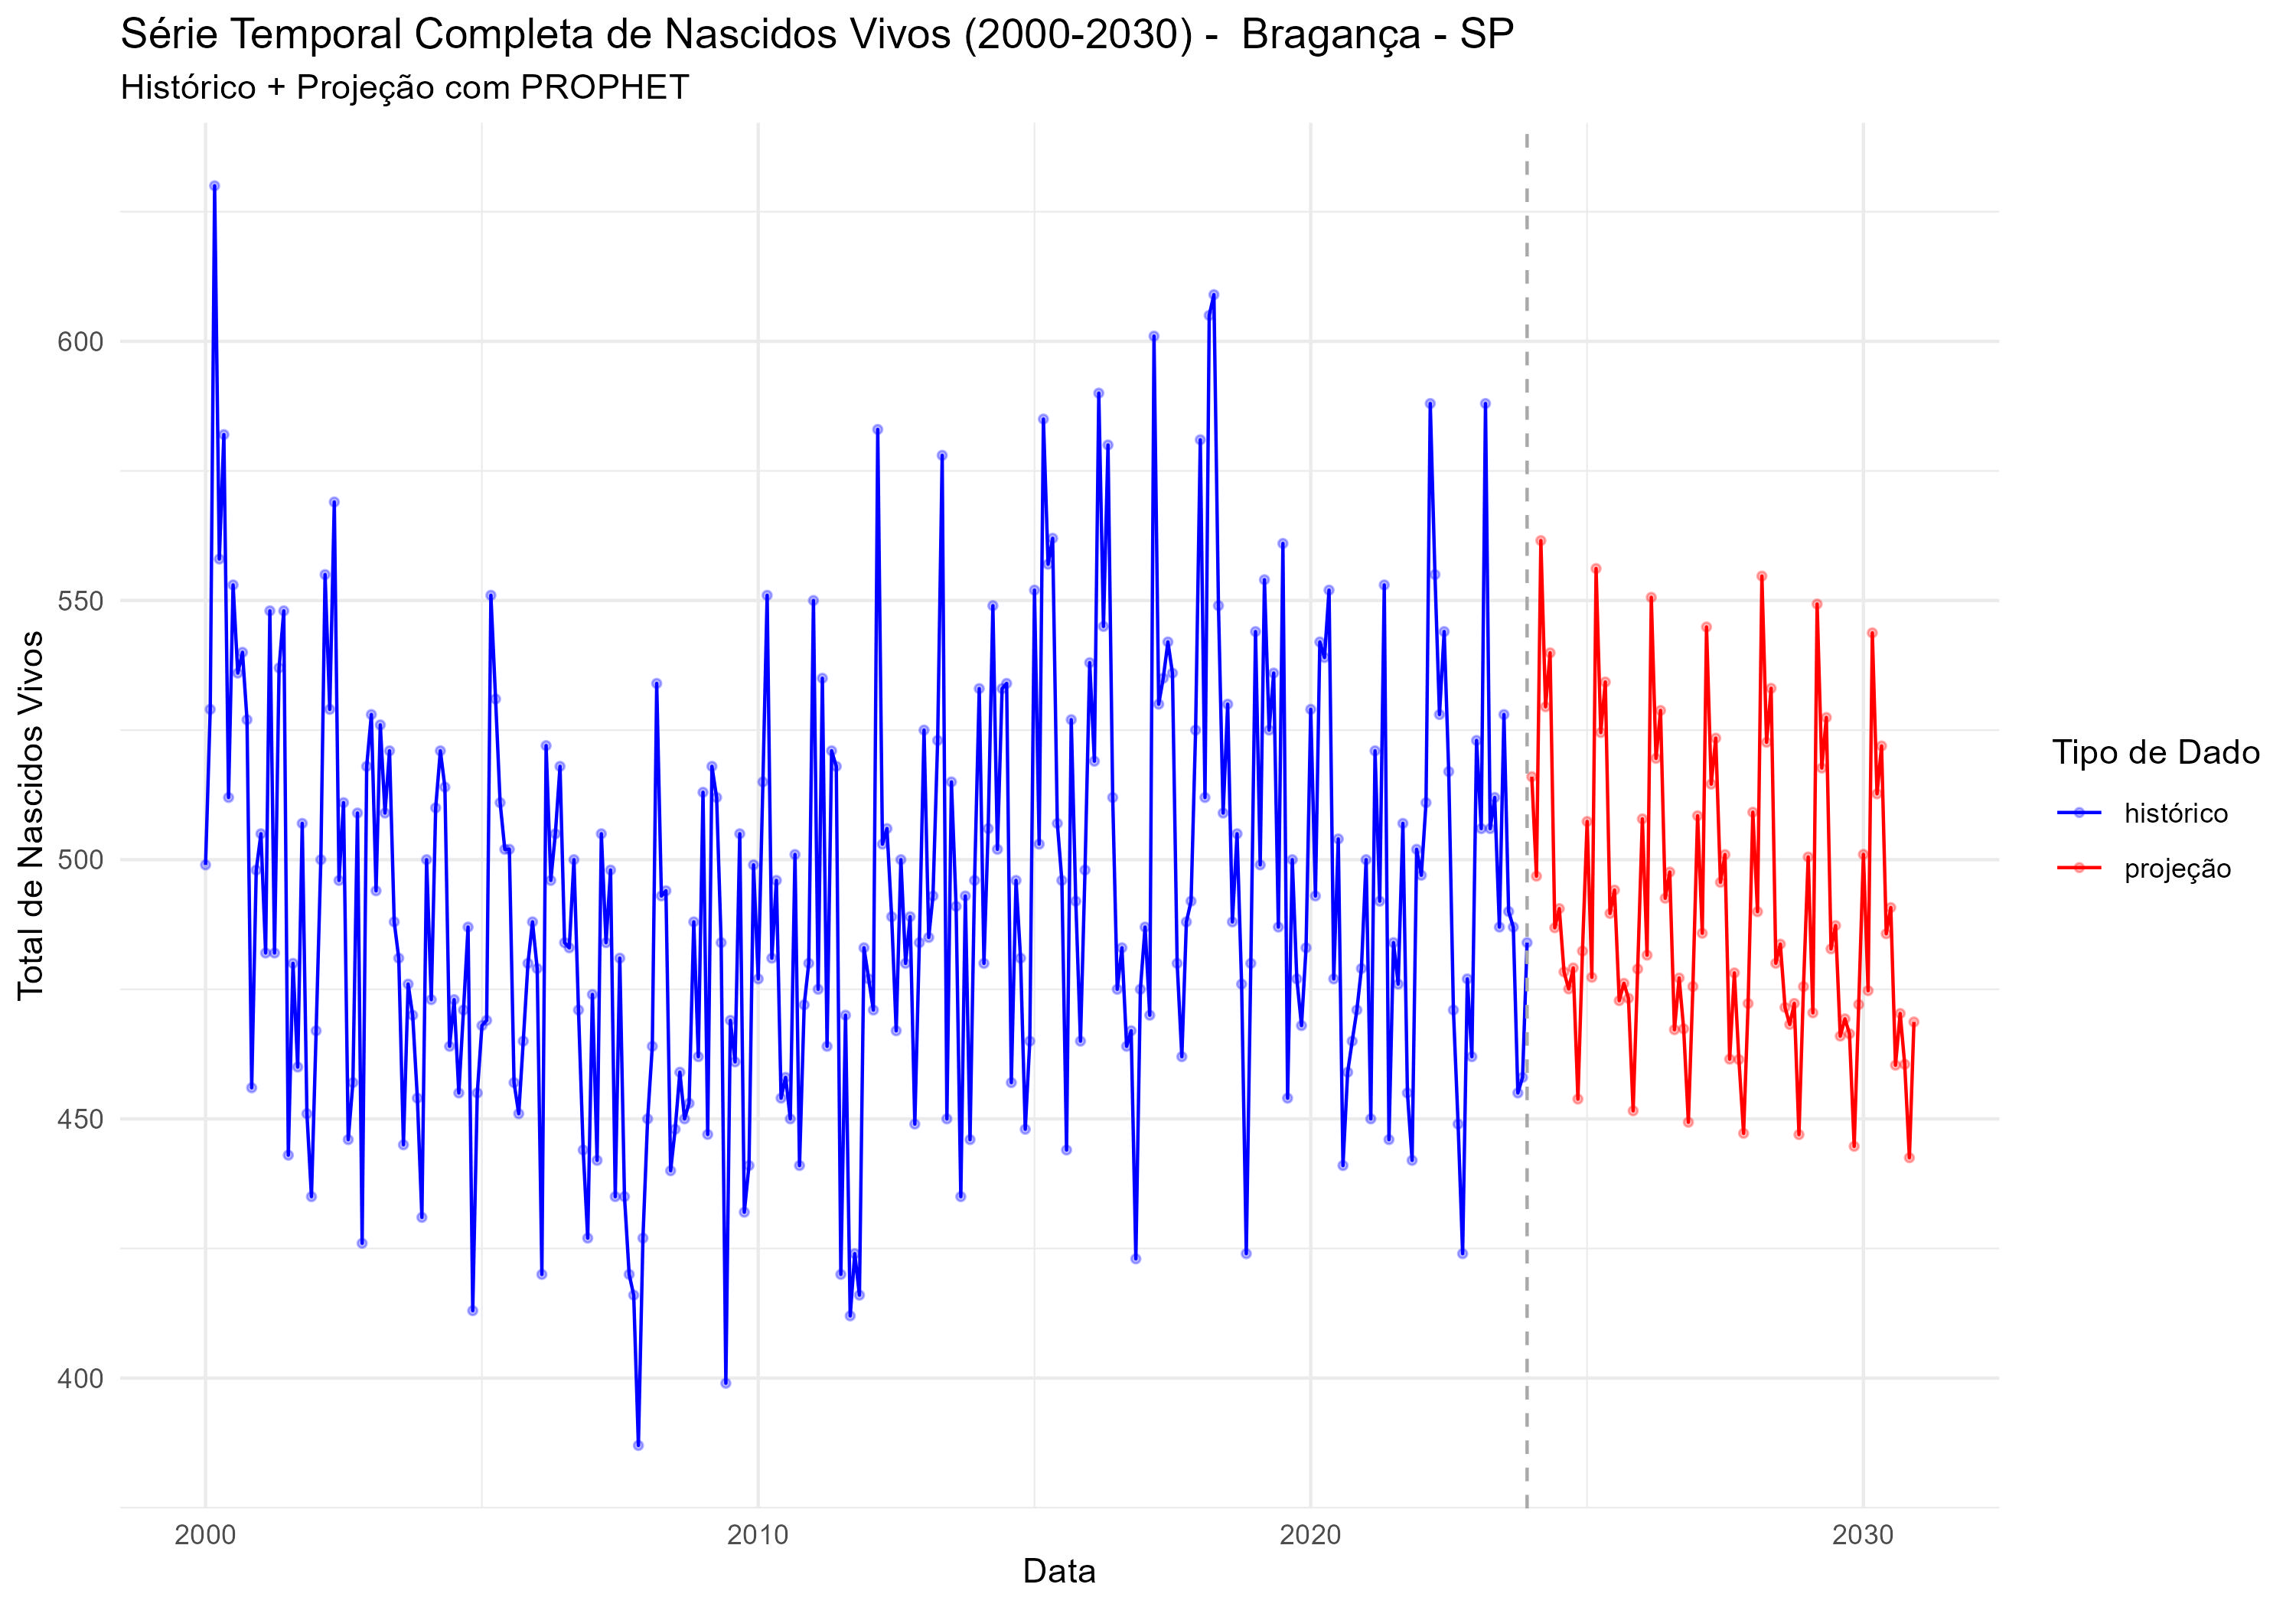 Série Temporal Completa de Nascidos Vivos (2000-2030) -  Bragança - SP
Histórico + Projeção com PROPHET
Total de Nascidos Vivos
600
550
500
450
400
2000
2010
2020
2030
Data
Tipo de Dado
histórico
projeção